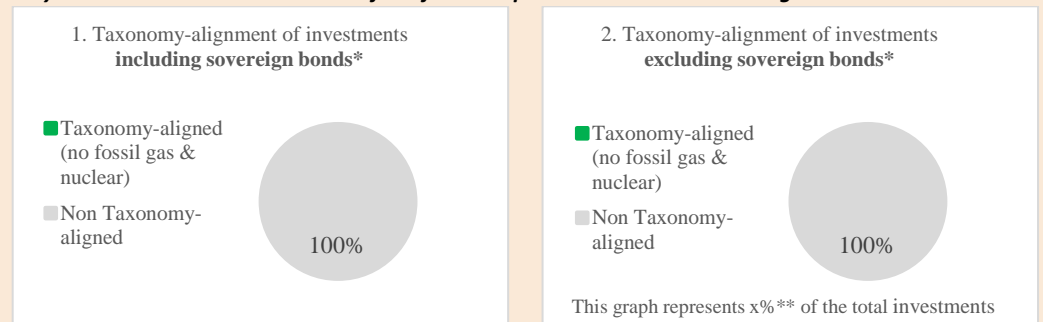 1. Taxonomy-alignment of investments
including sovereign bonds*
Taxonomy-aligned
(no fossil gas &
nuclear)
Non Taxonomy-
aligned
100%
2. Taxonomy-alignment of investments
excluding sovereign bonds*
Taxonomy-aligned
(no fossil gas &
nuclear)
Non Taxonomy-
aligned
100%
This graph represents x%** of the total investments